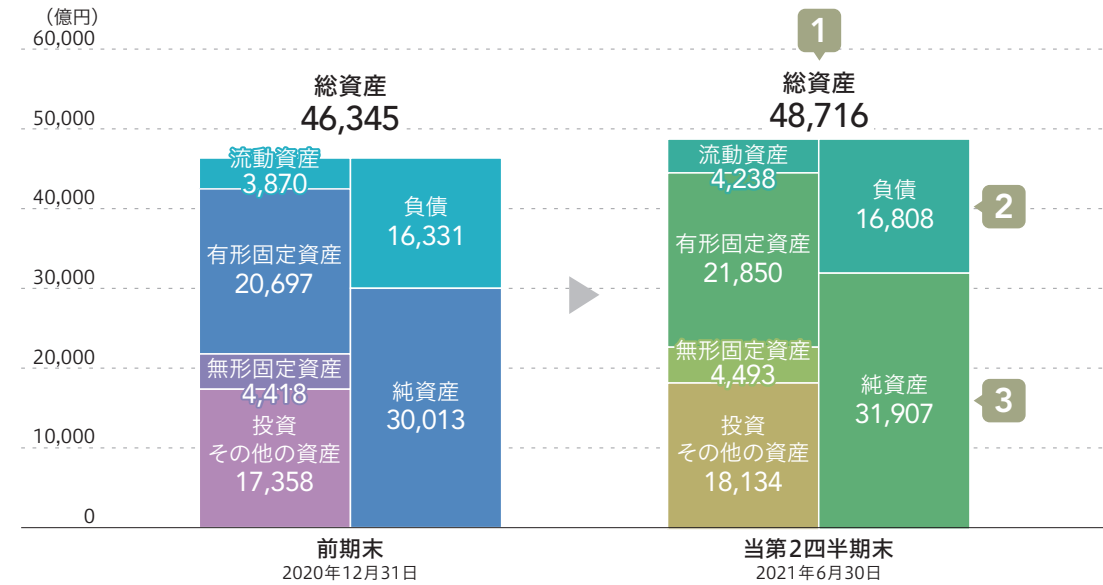 （億円）
60,000
50,000
40,000
30,000
20,000
10,000
0
総資産
46,345
流動資産
3,870
有形固定資産
20,697
無形固定資産
4,418
投資
その他の資産
17,358
負債
16,331
純資産
30,013
前期末
2020年12月31日
1
総資産
48,716
流動資産
4,238
有形固定資産
21,850
無形固定資産
4,493
投資
その他の資産
18,134
負債
16,808
2
純資産
31,907
3
当第2四半期末
2021年6月30日